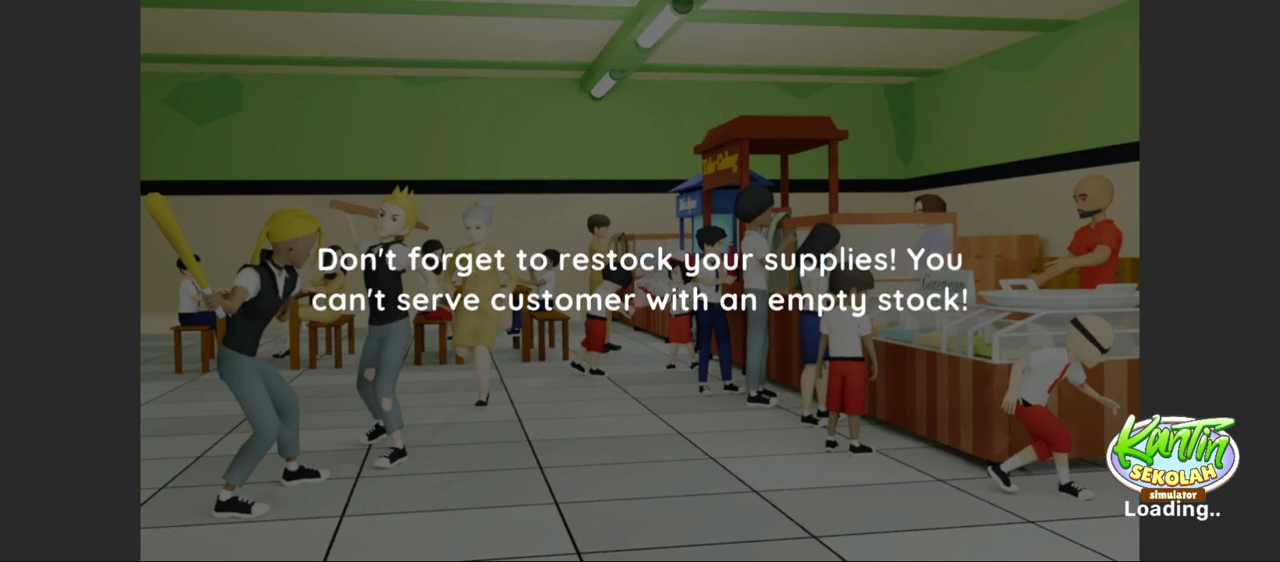 Don't forget to restock your supplies! You
can't serve customer with an empty stock!
Kantin
SEKOLAH
simulator
Loading..